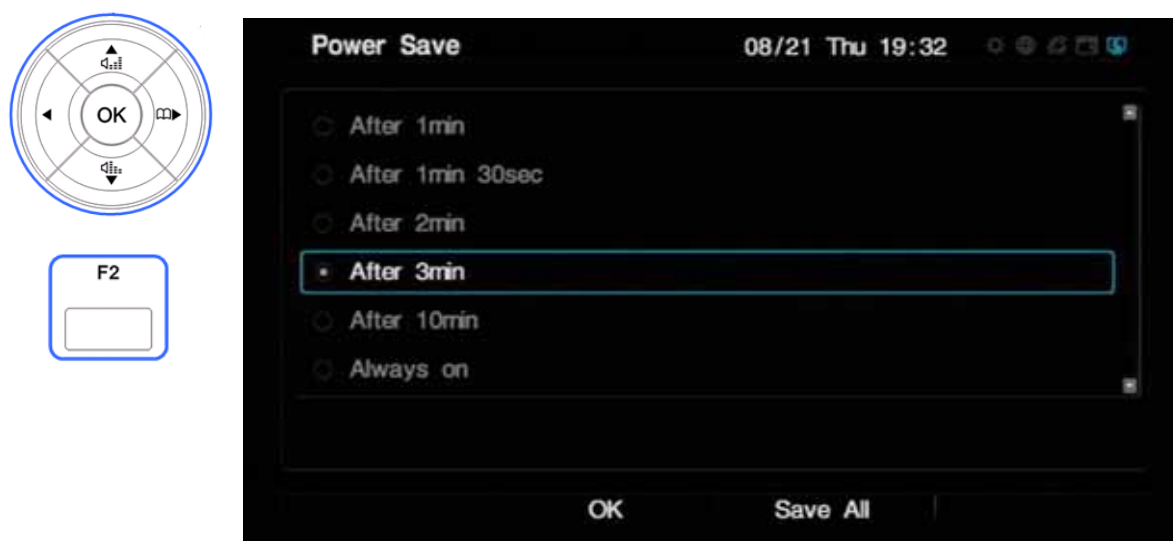 OK
F2
Power Save 08/21 Thu 19:32
After 1min
After 1min 30sec
After 2min
After 3min
After 10min
Always on
OK Save All